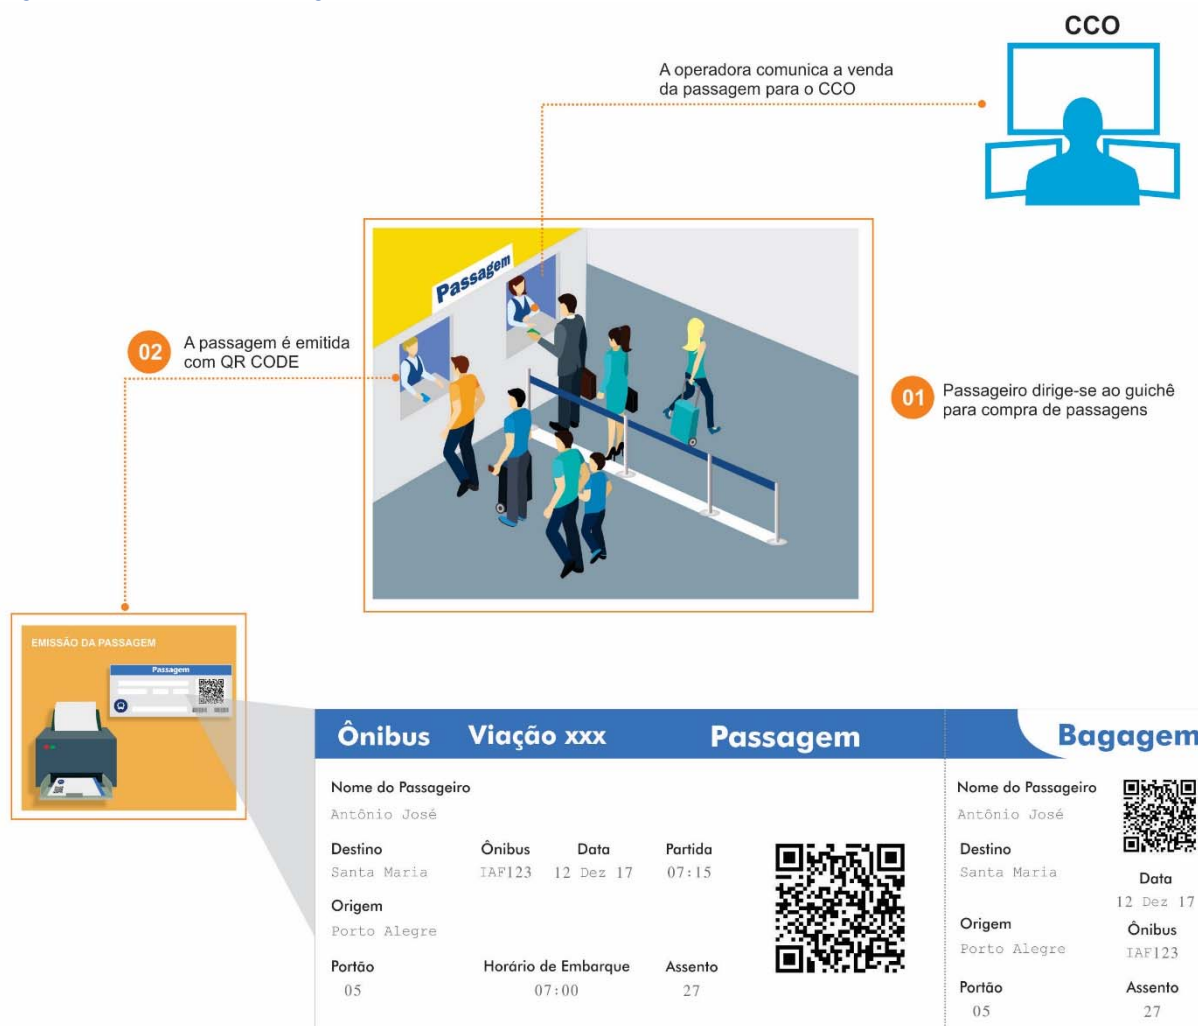 CCO
A operadora comunica a venda
da passagem para o CCO
Passagem
02
A passagem é emitida
com QR CODE
01
Passageiro dirige-se ao guichê
para compra de passagens
EMISSÃO DA PASSAGEM
Passagem
Ônibus Viação xxx Passagem
Nome do Passageiro
Antônio José
Destino Ônibus Data Partida
Santa Maria IAF123 12 Dez 17 07:15
Origem
Porto Alegre
Portão Horário de Embarque Assento
05 07:00 27
Bagagem
Nome do Passageiro
Antônio José
Destino
Santa Maria
Data
12 Dez 17
Origem
Ônibus
Porto Alegre
IAF123
Portão Assento
05 27